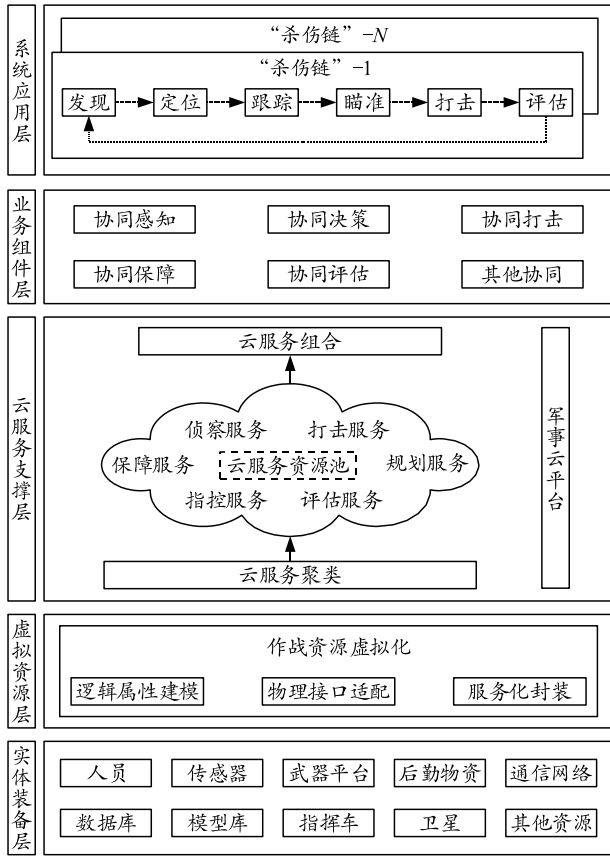 系统应用层
“杀伤链”-N
“杀伤链”-1
发现 定位 跟踪 瞄准 打击 评估
业务组件层
协同感知 协同决策 协同打击
协同保障 协同评估 其他协同
云服务支撑层
云服务组合
侦察服务 打击服务
保障服务 云服务资源池 规划服务
指控服务 评估服务
云服务聚类
军事云平台
虚拟资源层
作战资源虚拟化
逻辑属性建模 物理接口适配 服务化封装
实体装备层
人员 传感器 武器平台 后勤物资 通信网络
数据库 模型库 指挥车 卫星 其他资源